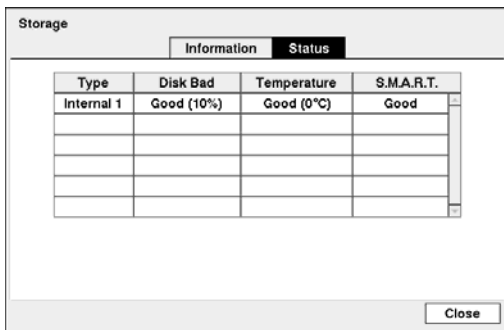 Storage
Information Status
Type Disk Bad Temperature S.M.A.R.T.
Internal 1 Good (10%) Good (0°C) Good
Close